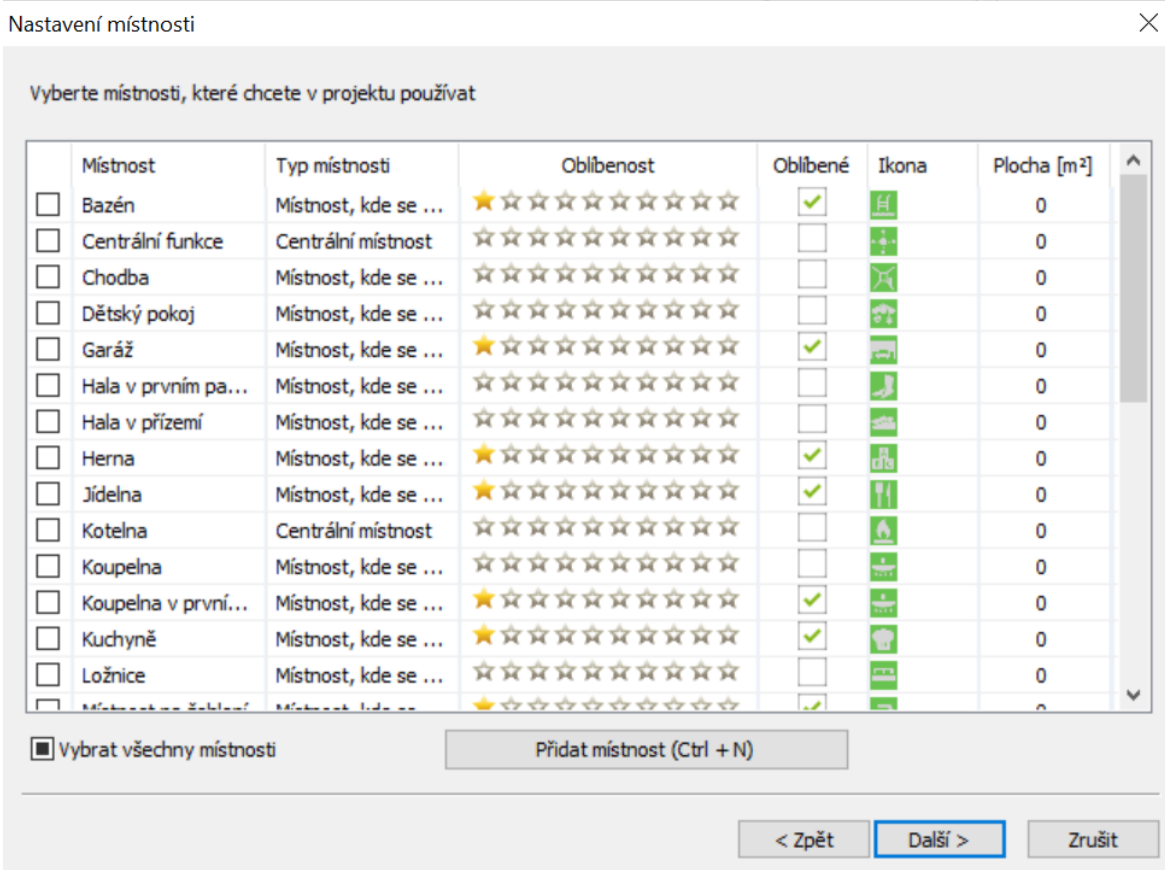 Nastavení místnosti
Vyberte místnosti, které chcete v projektu používat
Místnost Typ místnosti Oblíbenost Oblíbené Ikona Plocha [m²]
Bazén Místnost, kde se ... 0
Centrální funkce Centrální místnost 0
Chodba Místnost, kde se ... 0
Dětský pokoj Místnost, kde se ... 0
Garáž Místnost, kde se ... 0
Hala v prvním pa... Místnost, kde se ... 0
Hala v přízemí Místnost, kde se ... 0
Herna Místnost, kde se ... 0
Jídelna Místnost, kde se ... 0
Kotelna Centrální místnost 0
Koupelna Místnost, kde se ... 0
Koupelna v první... Místnost, kde se ... 0
Kuchyně Místnost, kde se ... 0
Ložnice Místnost, kde se ... 0
Vybrat všechny místnosti Přidat místnost (Ctrl + N)
< Zpět Další > Zrušit